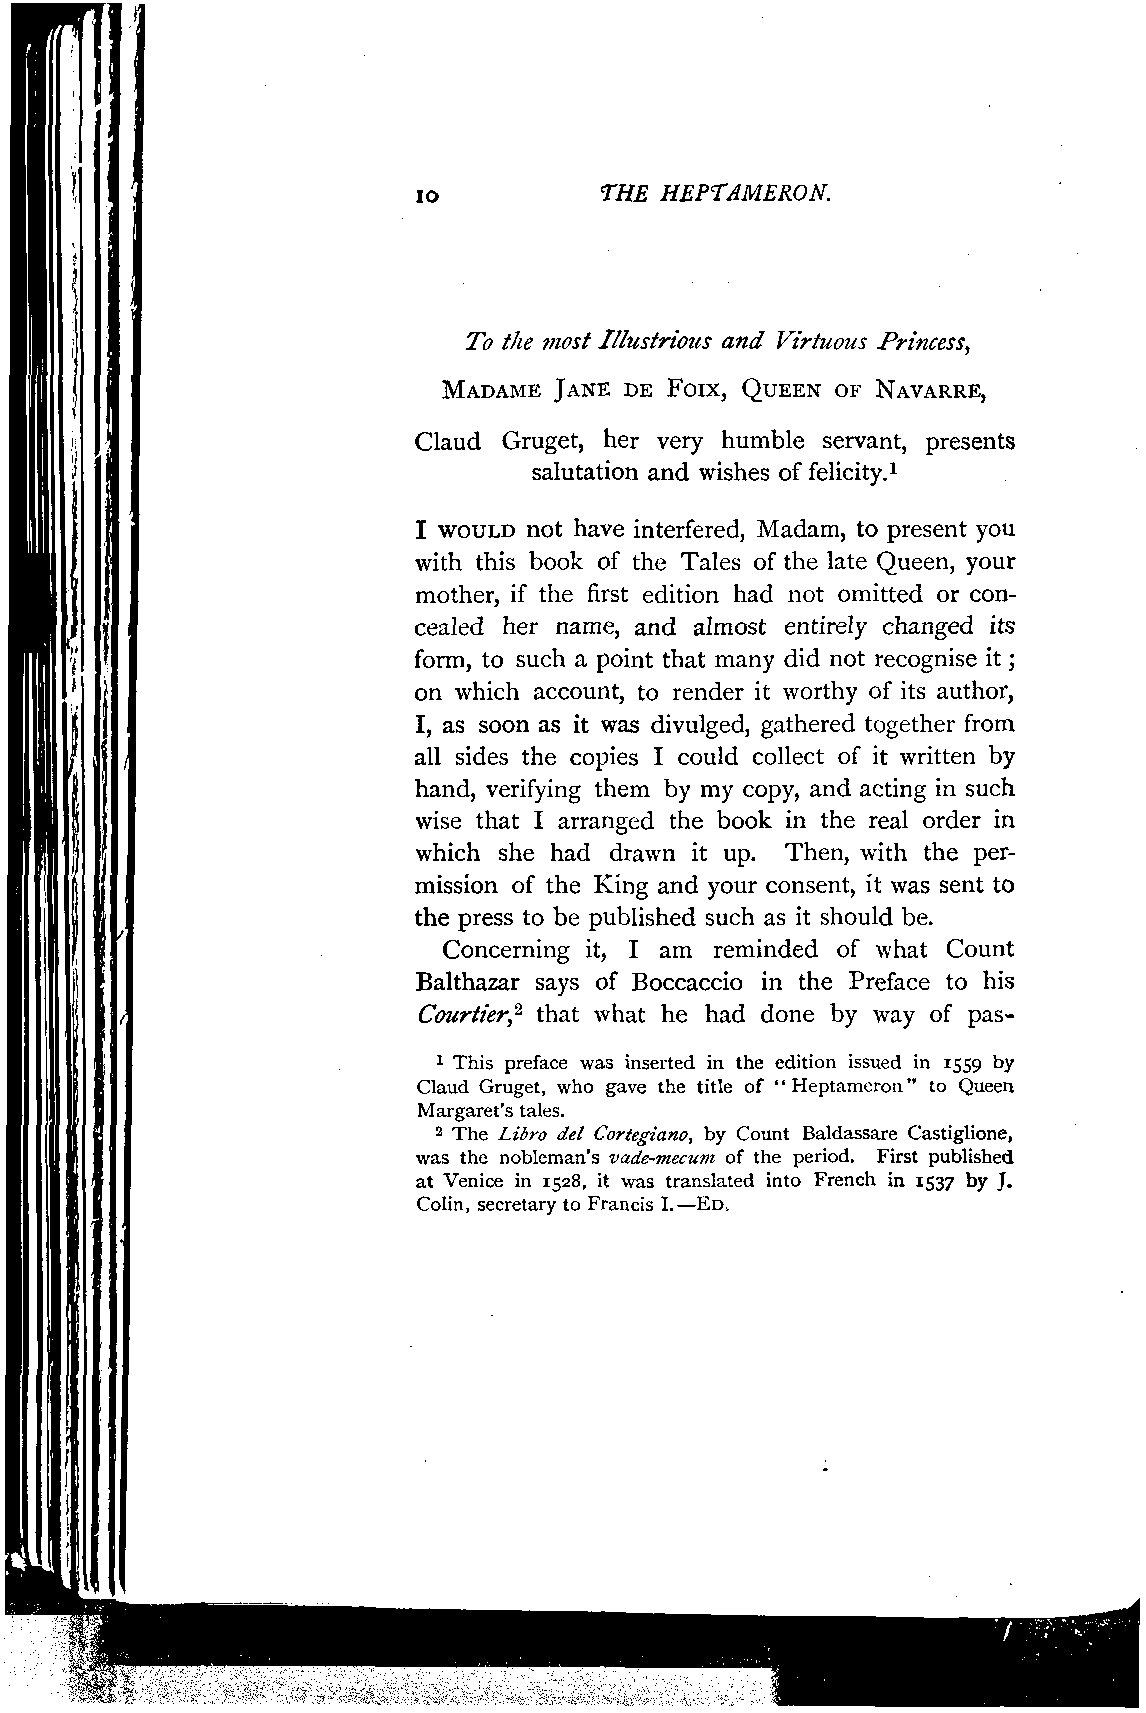 10 THE HEPTAMERON.
To the most Illustrious and Virtuous Princess,
MADAME JANE DE FOIX, QUEEN OF NAVARRE,
Claud Gruget, her very humble servant, presents
salutation and wishes of felicity.¹
I WOULD not have interfered, Madam, to present you
with this book of the Tales of the late Queen, your
mother, if the first edition had not omitted or con-
cealed her name, and almost entirely changed its
form, to such a point that many did not recognise it ;
on which account, to render it worthy of its author,
I, as soon as it was divulged, gathered together from
all sides the copies I could collect of it written by
hand, verifying them by my copy, and acting in such
wise that I arranged the book in the real order in
which she had drawn it up. Then, with the per-
mission of the King and your consent, it was sent to
the press to be published such as it should be.
Concerning it, I am reminded of what Count
Balthazar says of Boccaccio in the Preface to his
Courtier,² that what he had done by way of pas-
¹ This preface was inserted in the edition issued in 1559 by
Claud Gruget, who gave the title of "Heptameron" to Queen
Margaret's tales.
² The Libro del Cortegiano, by Count Baldassare Castiglione,
was the nobleman's vade-mecum of the period. First published
at Venice in 1528, it was translated into French in 1537 by J.
Colin, secretary to Francis I.—ED.